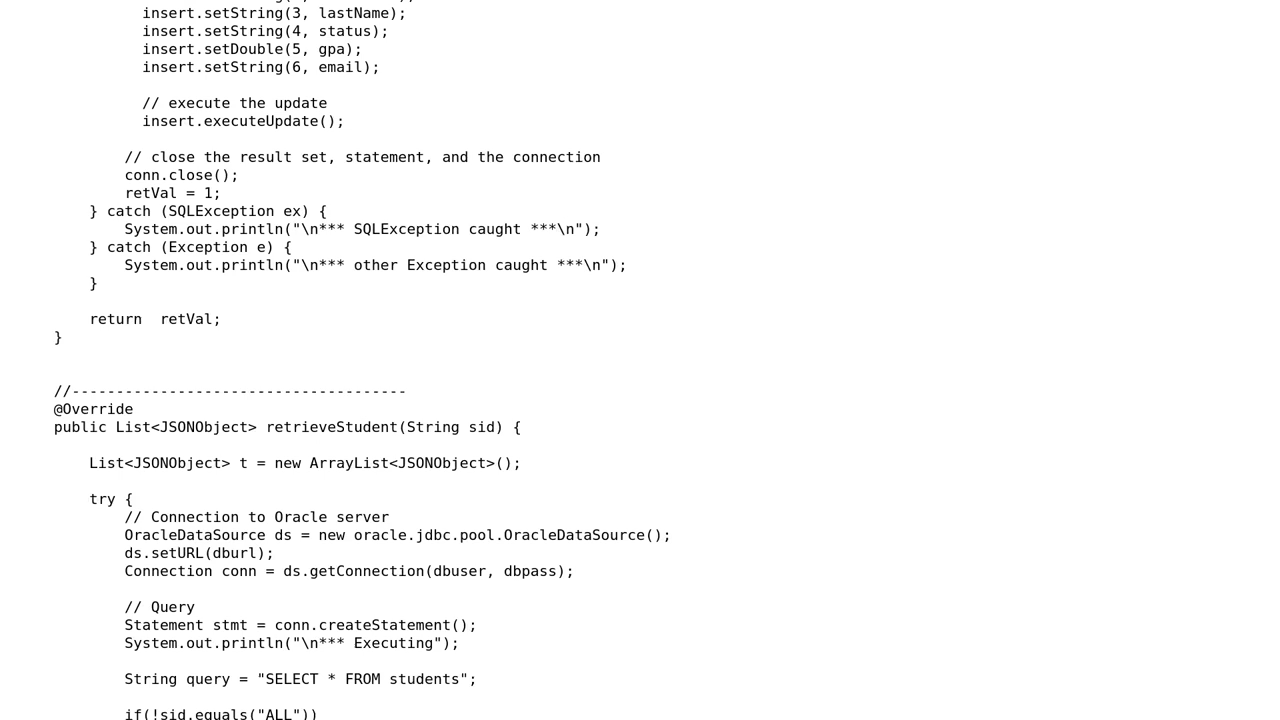 insert.setString(3, lastName);
insert.setString(4, status);
insert.setDouble(5, gpa);
insert.setString(6, email);
// execute the update
insert.executeUpdate();
// close the result set, statement, and the connection
conn.close();
retVal = 1;
} catch (SQLException ex) {
System.out.println("\n*** SQLException caught ***\n");
} catch (Exception e) {
System.out.println("\n*** other Exception caught ***\n");
}
return  retVal;
}
//--------------------------------------
@Override
public List<JSONObject> retrieveStudent(String sid) {
List<JSONObject> t = new ArrayList<JSONObject>();
try {
// Connection to Oracle server
OracleDataSource ds = new oracle.jdbc.pool.OracleDataSource();
ds.setURL(dburl);
Connection conn = ds.getConnection(dbuser, dbpass);
// Query
Statement stmt = conn.createStatement();
System.out.println("\n*** Executing");
String query = "SELECT * FROM students";
if(!sid.equals("ALL"))